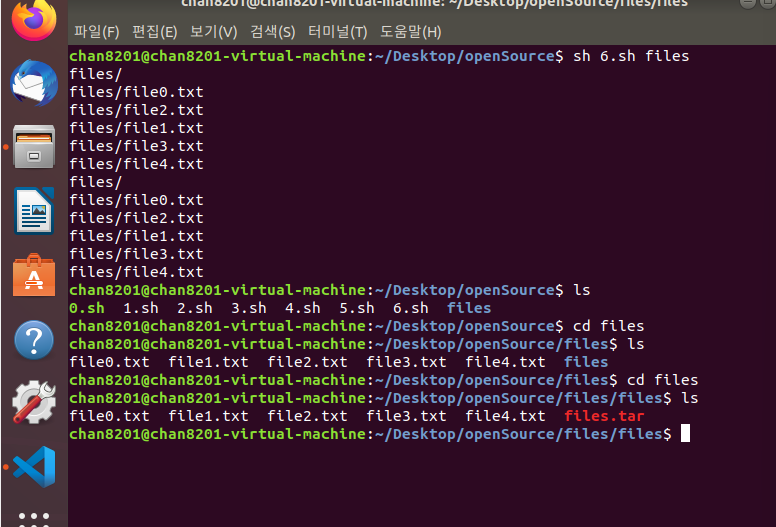 chan8201@chan8201-virtual-machine: ~/Desktop/openSource/files/files
파일(F) 편집(E) 보기(V) 검색(S) 터미널(T) 도움말(H)
chan8201@chan8201-virtual-machine:~/Desktop/openSource$ sh 6.sh files
files/
files/file0.txt
files/file2.txt
files/file1.txt
files/file3.txt
files/file4.txt
files/
files/file0.txt
files/file2.txt
files/file1.txt
files/file3.txt
files/file4.txt
chan8201@chan8201-virtual-machine:~/Desktop/openSource$ ls
0.sh 1.sh 2.sh 3.sh 4.sh 5.sh 6.sh files
chan8201@chan8201-virtual-machine:~/Desktop/openSource$ cd files
chan8201@chan8201-virtual-machine:~/Desktop/openSource/files$ ls
file0.txt file1.txt file2.txt file3.txt file4.txt files
chan8201@chan8201-virtual-machine:~/Desktop/openSource/files$ cd files
chan8201@chan8201-virtual-machine:~/Desktop/openSource/files/files$ ls
file0.txt file1.txt file2.txt file3.txt file4.txt files.tar
chan8201@chan8201-virtual-machine:~/Desktop/openSource/files/files$